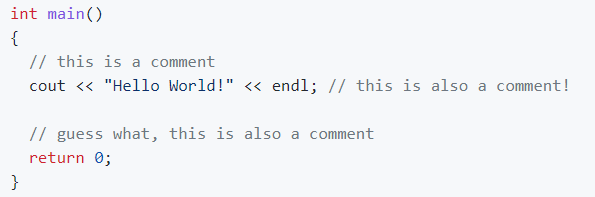 int main()
{
  // this is a comment
  cout << "Hello World!" << endl; // this is also a comment!

  // guess what, this is also a comment
  return 0;
}